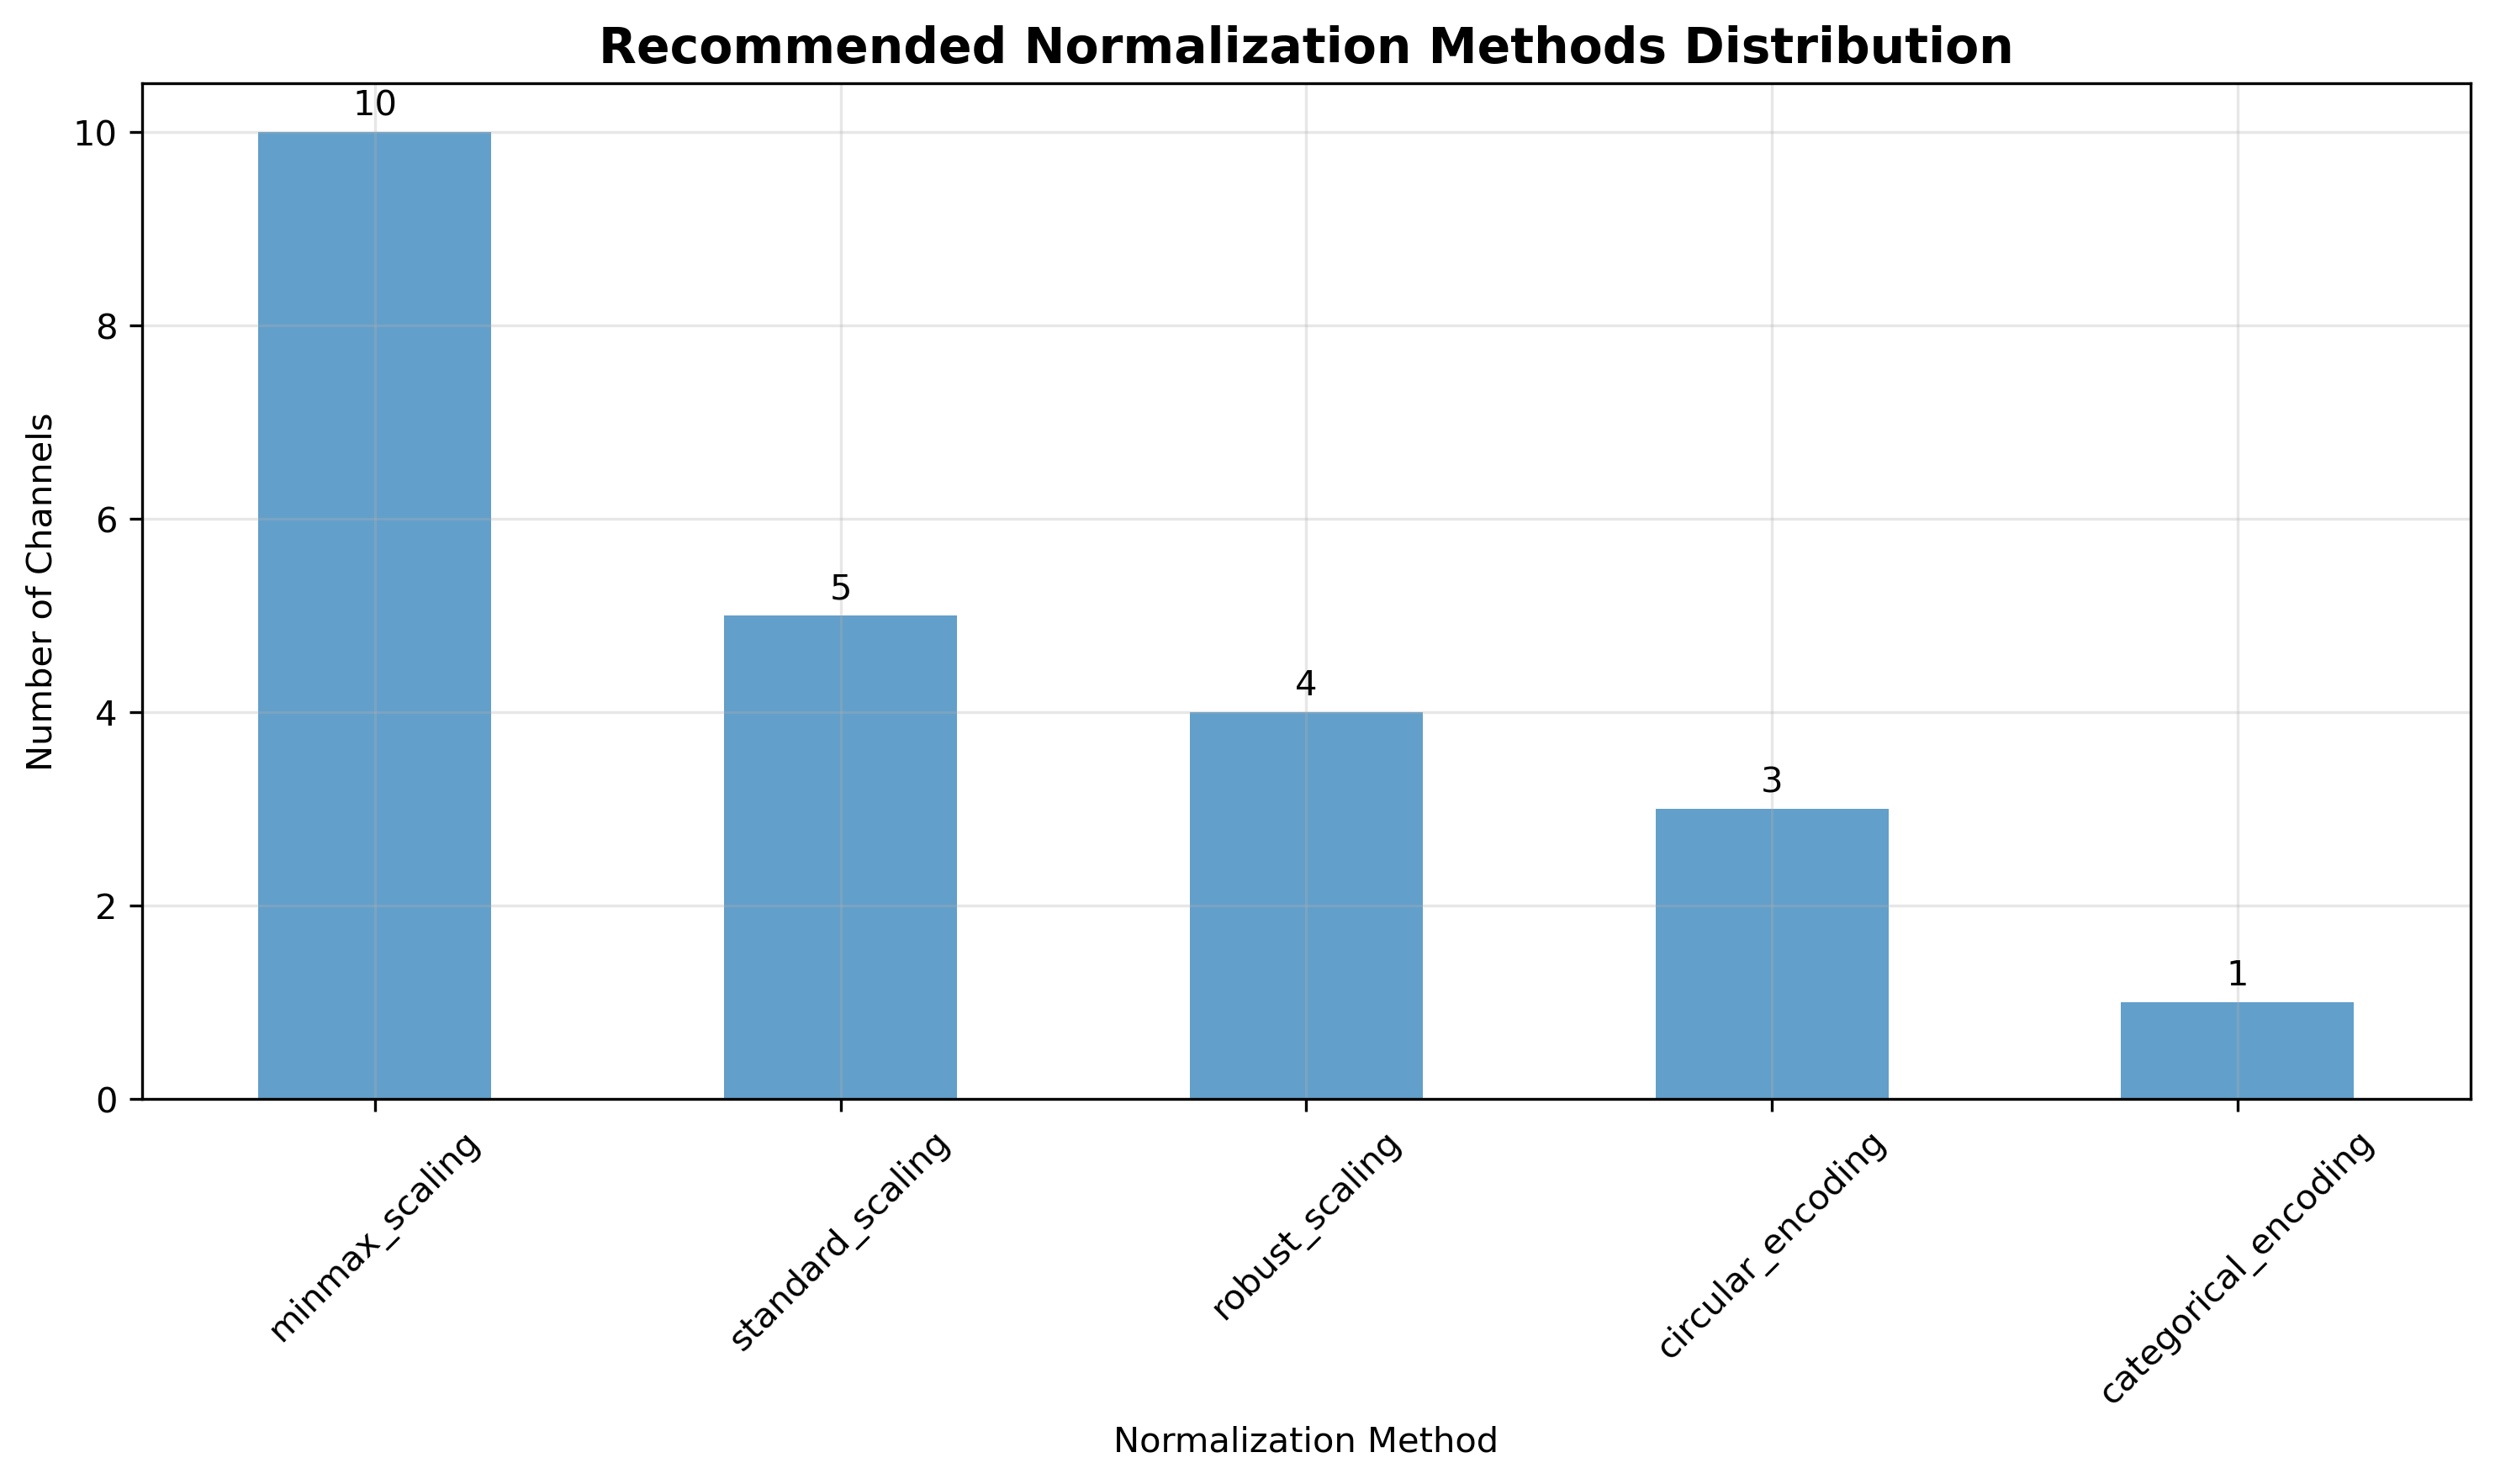 Recommended Normalization Methods Distribution
10
10
8
6
5
4
4
3
2
1
0
Number of Channels
minmax_scaling
standard_scaling
robust_scaling
circular_encoding
categorical_encoding
Normalization Method